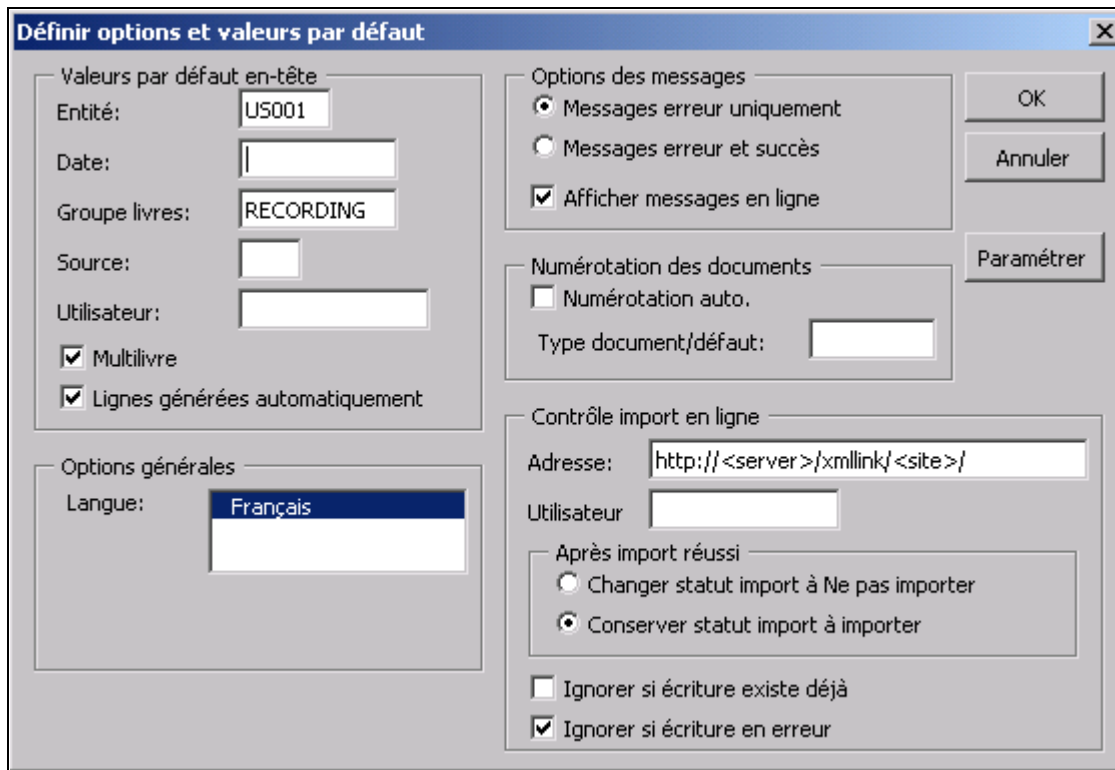 Définir options et valeurs par défaut
Valeurs par défaut en-tête
Entité: US001
Date:
Groupe livres: RECORDING
Source:
Utilisateur:
Multilivre
Lignes générées automatiquement
Options générales
Langue: Français
Options des messages
Messages erreur uniquement
Messages erreur et succès
Afficher messages en ligne
Numérotation des documents
Numérotation auto.
Type document/défaut:
Contrôle import en ligne
Adresse: http://<server>/xmllink/<site>/
Utilisateur
Après import réussi
Changer statut import à Ne pas importer
Conserver statut import à importer
Ignorer si écriture existe déjà
Ignorer si écriture en erreur
OK
Annuler
Paramétrer